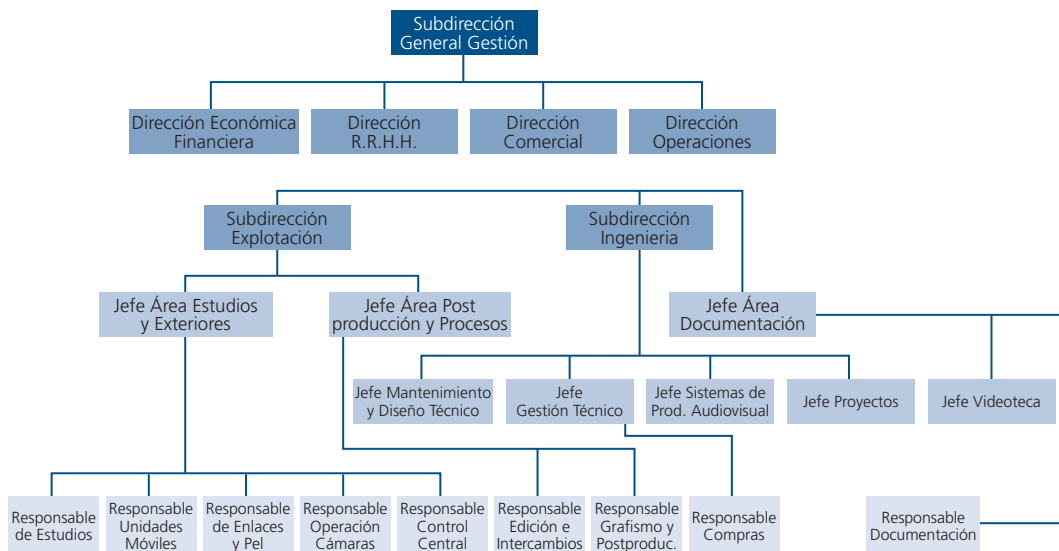 Subdirección
General Gestión
Dirección Económica
Financiera
Dirección
R.R.H.H.
Dirección
Comercial
Dirección
Operaciones
Subdirección
Explotación
Subdirección
Ingenieria
Jefe Área Estudios
y Exteriores
Jefe Área Post
producción y Procesos
Jefe Área
Documentación
Jefe Mantenimiento
y Diseño Técnico
Jefe
Gestión Técnico
Jefe Sistemas de
Prod. Audiovisual
Jefe Proyectos
Jefe Videoteca
Responsable
de Estudios
Responsable
Unidades
Móviles
Responsable
de Enlaces
y Pel
Responsable
Operación
Cámaras
Responsable
Control
Central
Responsable
Edición e
Intercambios
Responsable
Grafismo y
Postproduc.
Responsable
Compras
Responsable
Documentación